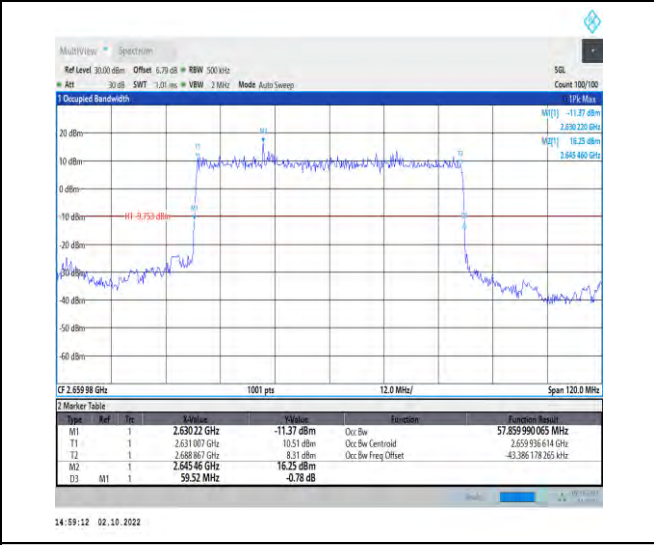 MultiView Spectrum
Ref Level 30.00 dBm Offset 6.79 dB RBW 500 kHz SGL
Att 30 dB SWT 1.01 ms VBW 2 MHz Mode Auto Sweep Count 100/100
1 Occupied Bandwidth 1Pk Max
M1[1] -11.37 dBm
2.630 220 GHz
M2[1] 16.25 dBm
2.645 460 GHz
20 dBm
10 dBm
0 dBm
-10 dBm
H1 -9.753 dBm
-20 dBm
-30 dBm
-40 dBm
-50 dBm
-60 dBm
CF 2.659 98 GHz 1001 pts 12.0 MHz/ Span 120.0 MHz
2 Marker Table
Type Ref Trc X-Value Y-Value Function Function Result
M1 1 2.63022 GHz -11.37 dBm Occ Bw 57.859 990 065 MHz
T1 1 2.631 007 GHz 10.51 dBm Occ Bw Centroid 2.659 936 614 GHz
T2 1 2.688 867 GHz 8.31 dBm Occ Bw Freq Offset -43.386 178 265 kHz
M2 1 2.645 46 GHz 16.25 dBm
D3 M1 1 59.52 MHz -0.78 dB
14:59:12 02.10.2022